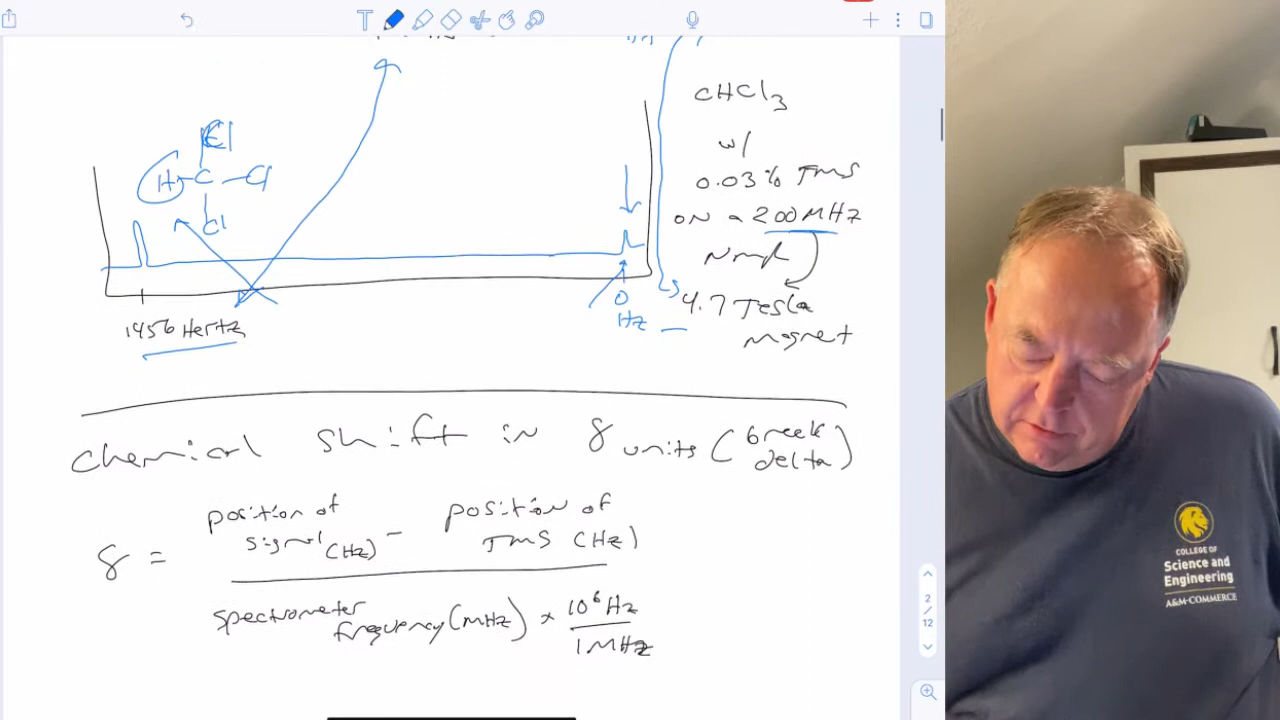 CHCl3
w/
0.03% TMS
on a 200 MHz
NMR
4.7 Tesla
magnet
Cl
H-C-Cl
Cl
1456 Hertz
0
Hz
chemical shift in δ units (Greek delta)
δ = position of signal (Hz) - position of TMS (Hz)
spectrometer frequency (MHz) × 10⁶ Hz
1 MHz
COLLEGE OF
Science and
Engineering
A&M-COMMERCE
2
/
12